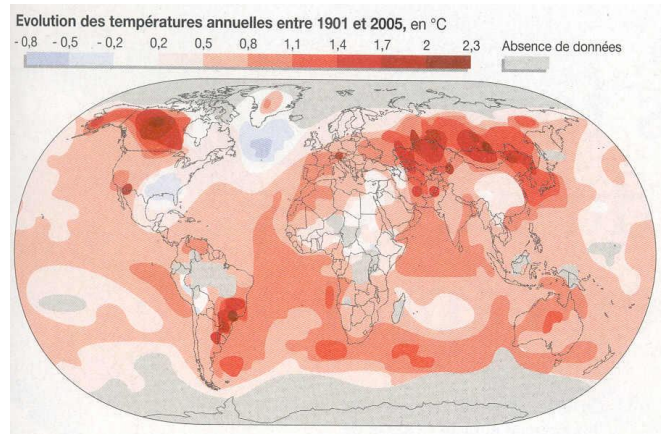 Evolution des températures annuelles entre 1901 et 2005, en °C
- 0,8 - 0,5 - 0,2 0,2 0,5 0,8 1,1 1,4 1,7 2 2,3 Absence de données